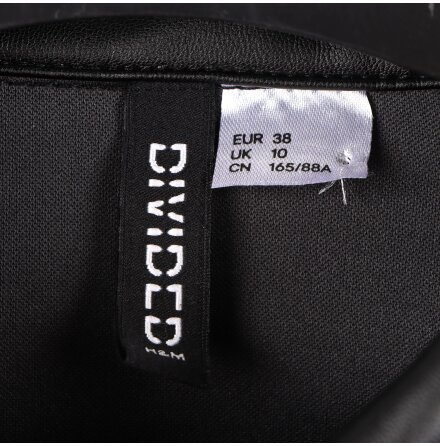 DIVIDED
H&M
EUR 38
UK 10
CN 165/88A